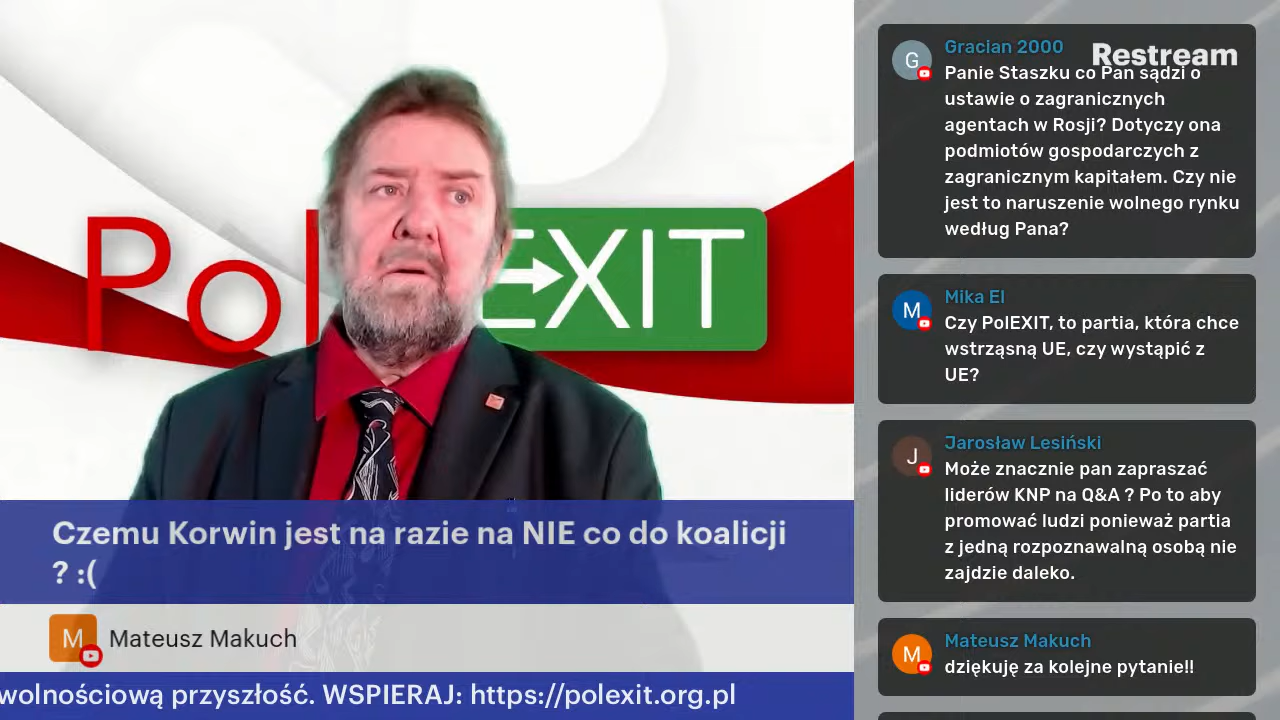 PolEXIT
Czemu Korwin jest na razie na NIE co do koalicji
? :(
M
Mateusz Makuch
wolnościową przyszłość. WSPIERAJ: https://polexit.org.pl
Restream
G
Gracian 2000
Panie Staszku co Pan sądzi o
ustawie o zagranicznych
agentach w Rosji? Dotyczy ona
podmiotów gospodarczych z
zagranicznym kapitałem. Czy nie
jest to naruszenie wolnego rynku
według Pana?
M
Mika El
Czy PolEXIT, to partia, która chce
wstrząsną UE, czy wystąpić z
UE?
J
Jarosław Lesiński
Może znacznie pan zapraszać
liderów KNP na Q&A ? Po to aby
promować ludzi ponieważ partia
z jedną rozpoznawalną osobą nie
zajdzie daleko.
M
Mateusz Makuch
dziękuję za kolejne pytanie!!